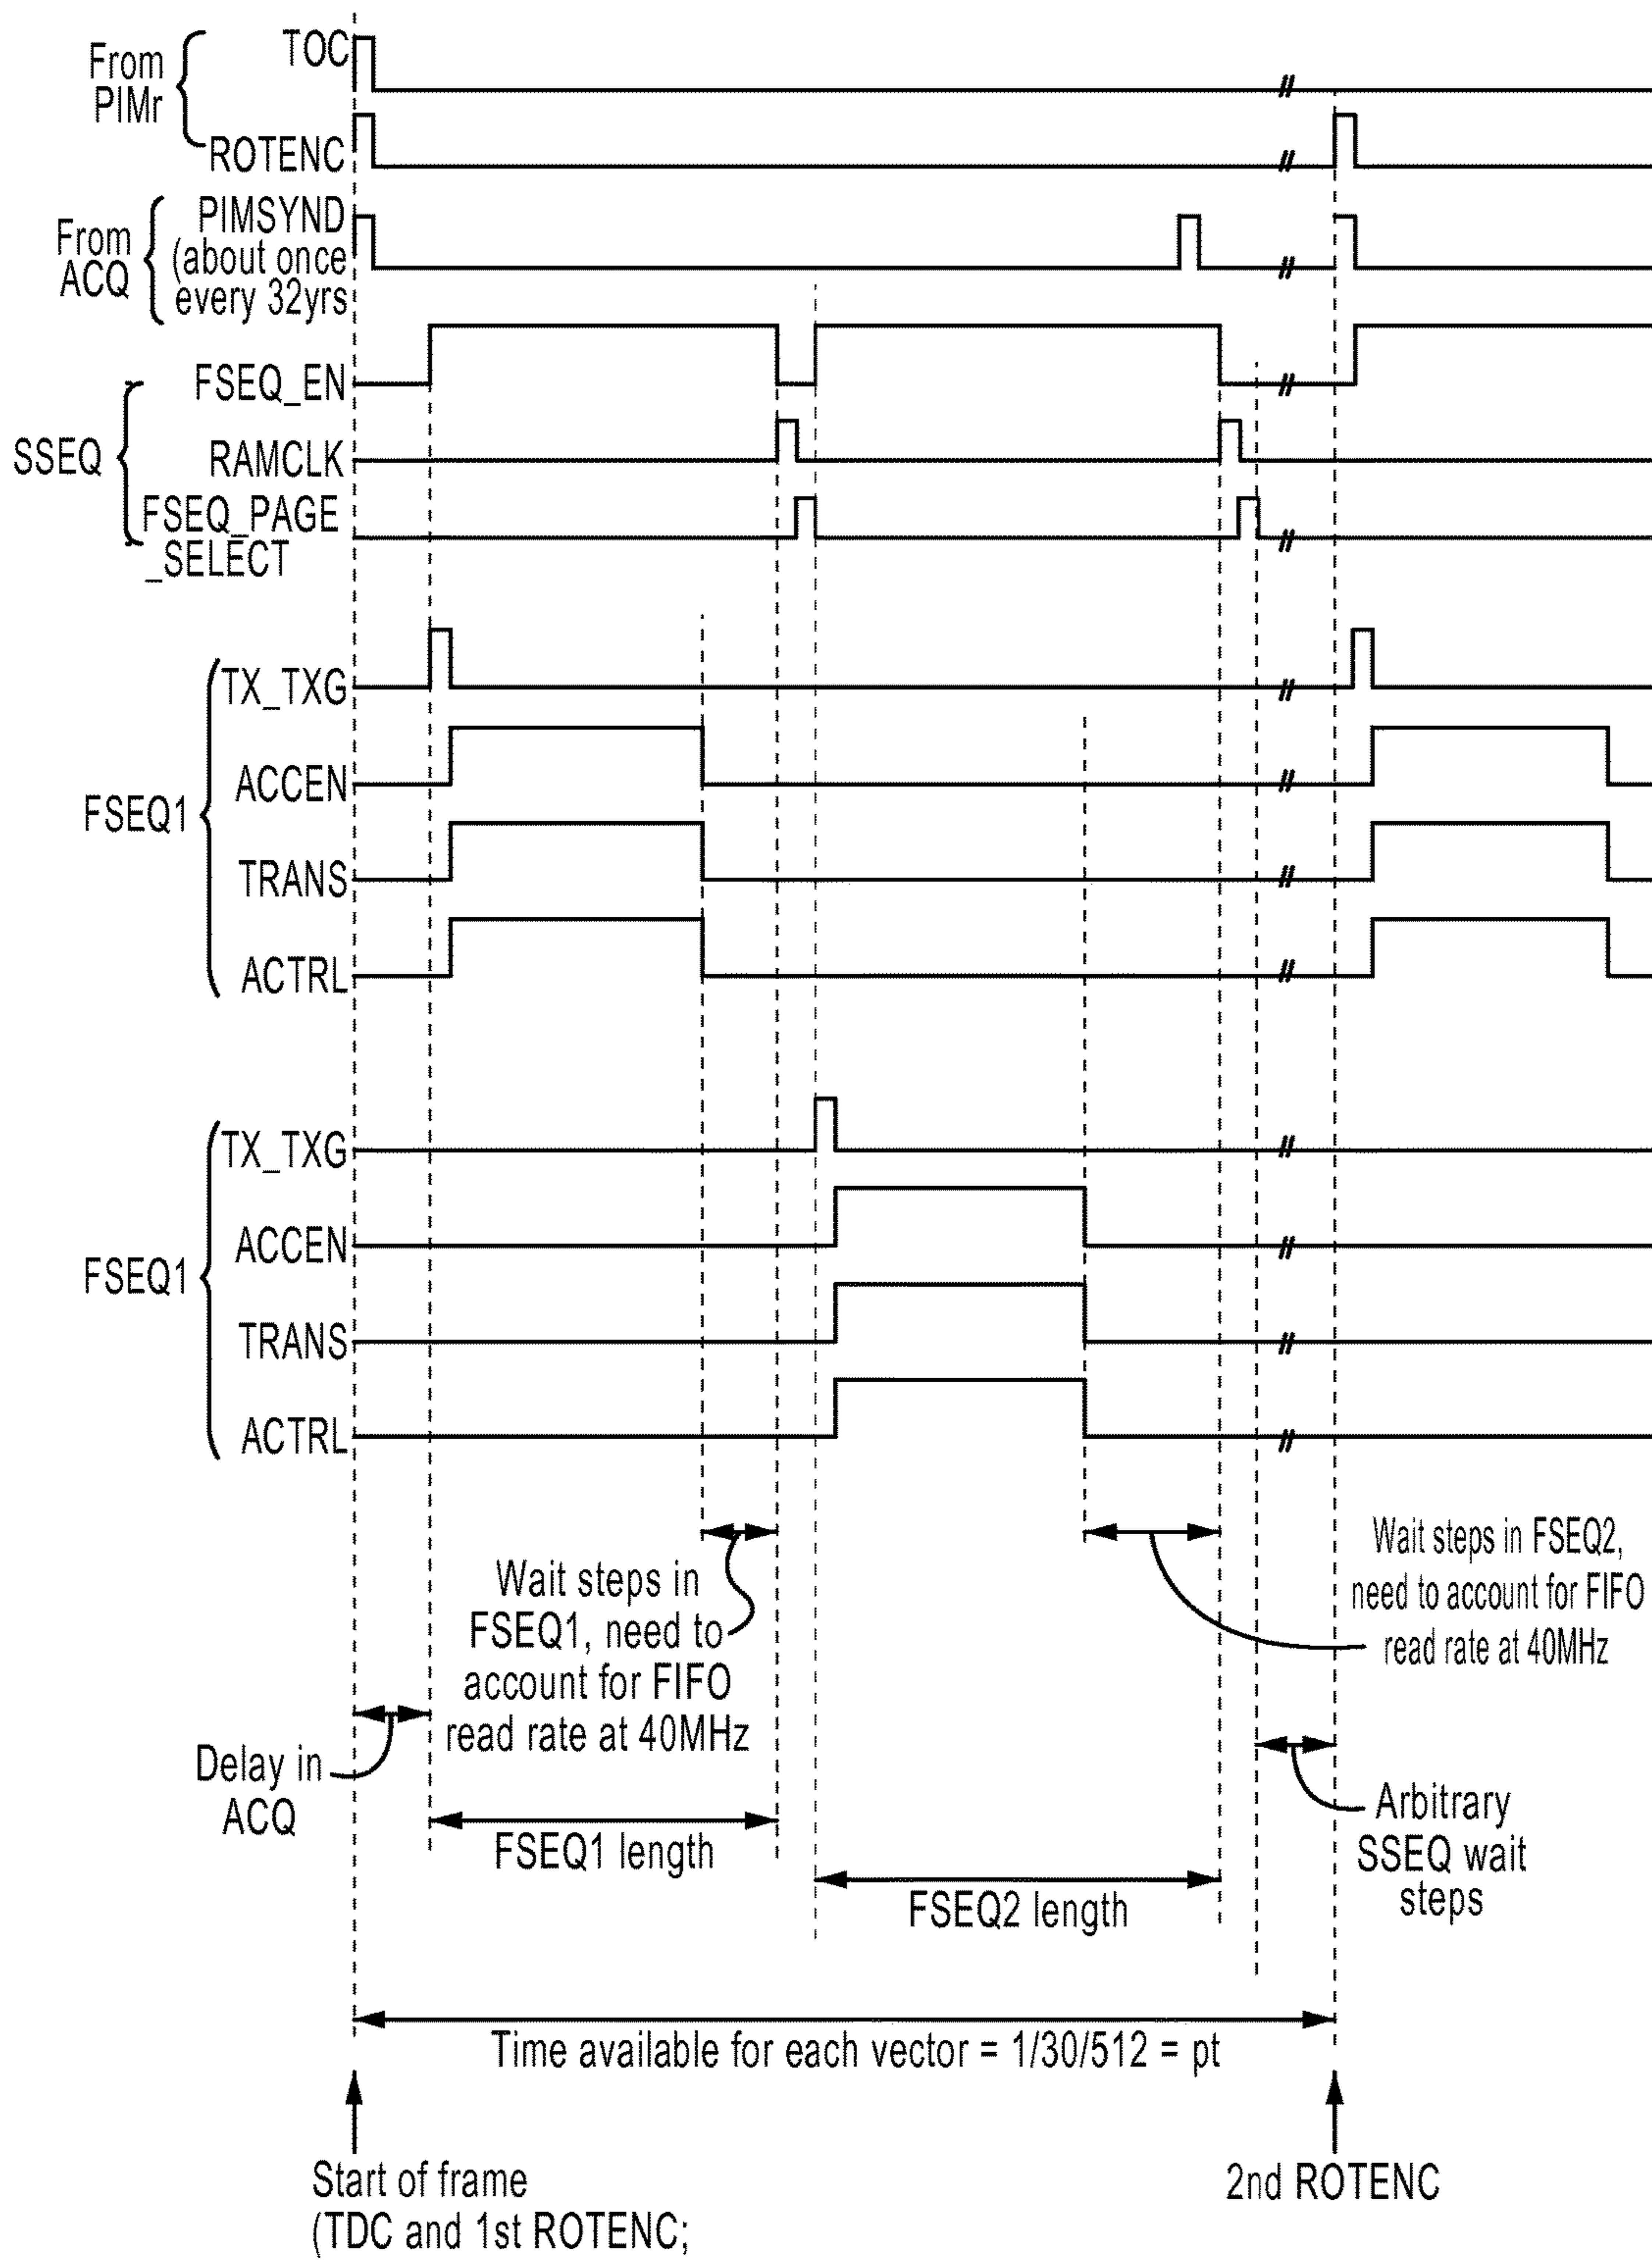 From
PIMr
TOC
ROTENC
From
ACQ
PIMSYND
(about once
every 32yrs
SSEQ
FSEQ_EN
RAMCLK
FSEQ_PAGE
_SELECT
FSEQ1
TX_TXG
ACCEN
TRANS
ACTRL
FSEQ1
TX_TXG
ACCEN
TRANS
ACTRL
Wait steps in
FSEQ1, need to
account for FIFO
read rate at 40MHz
Wait steps in FSEQ2,
need to account for FIFO
read rate at 40MHz
Delay in
ACQ
FSEQ1 length
FSEQ2 length
Arbitrary
SSEQ wait
steps
Time available for each vector = 1/30/512 = pt
Start of frame
(TDC and 1st ROTENC;
2nd ROTENC